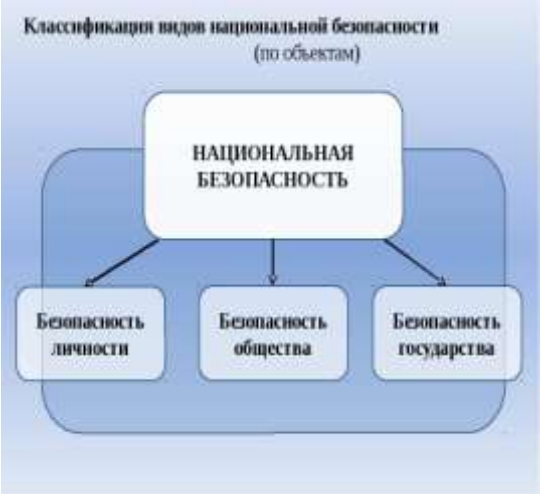 Классификация видов национальной безопасности
(по объектам)
НАЦИОНАЛЬНАЯ
БЕЗОПАСНОСТЬ
Безопасность
личности
Безопасность
общества
Безопасность
государства